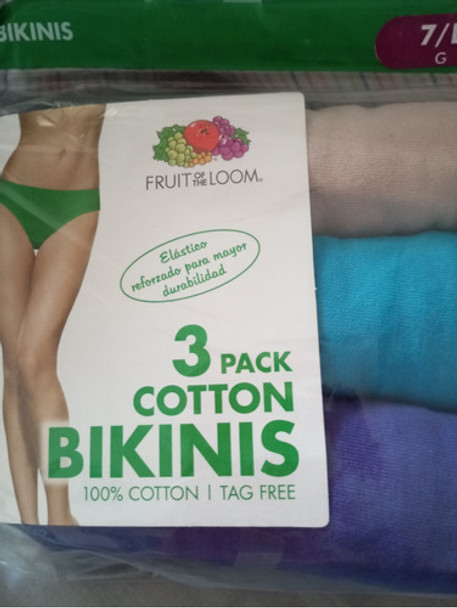 BIKINIS
7/
G
FRUIT OF THE LOOM®
Elástico
reforzado para mayor
durabilidad
3 PACK
COTTON
BIKINIS
100% COTTON | TAG FREE